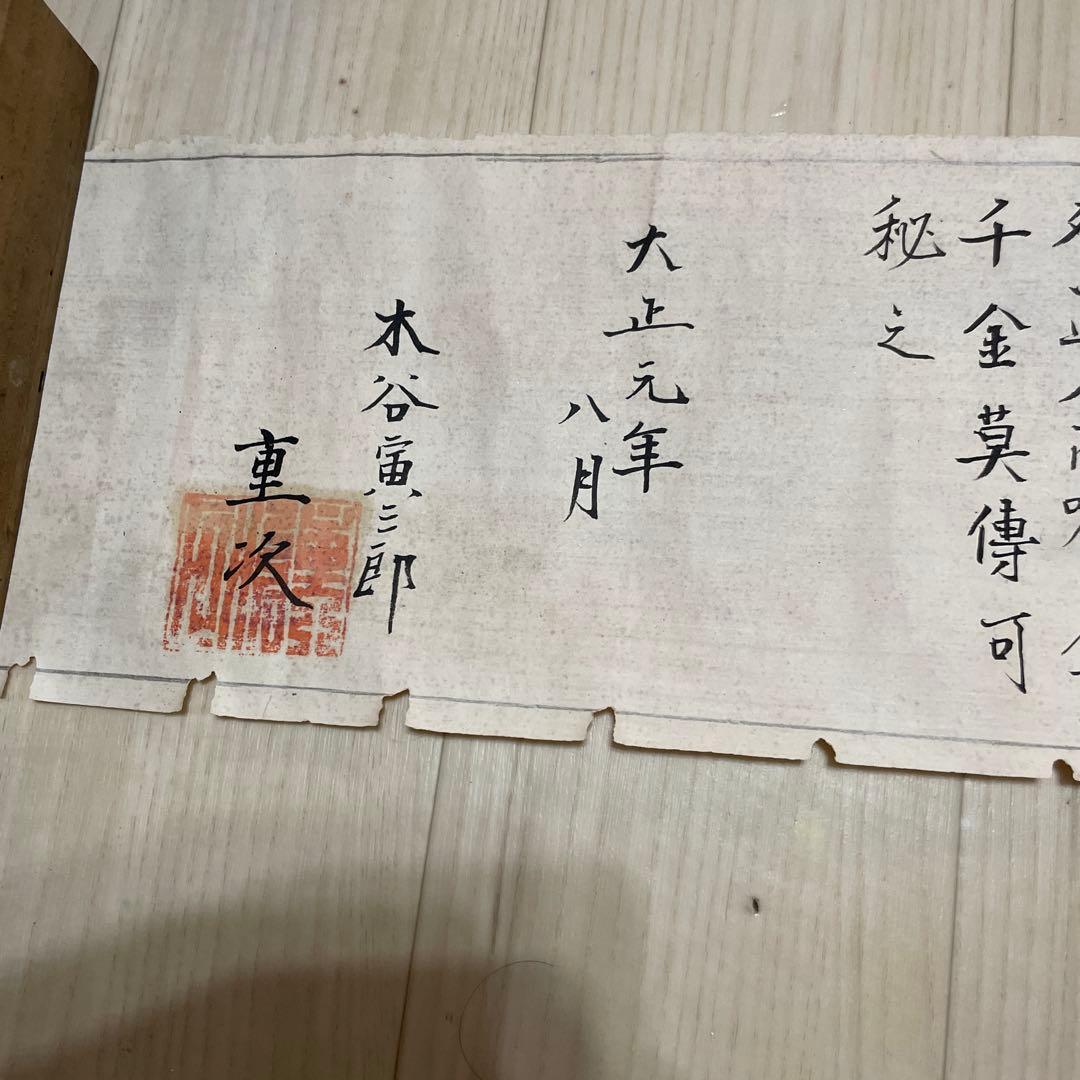 千金莫傳可
秘之
大正元年
八月
木谷寅三郎
重次